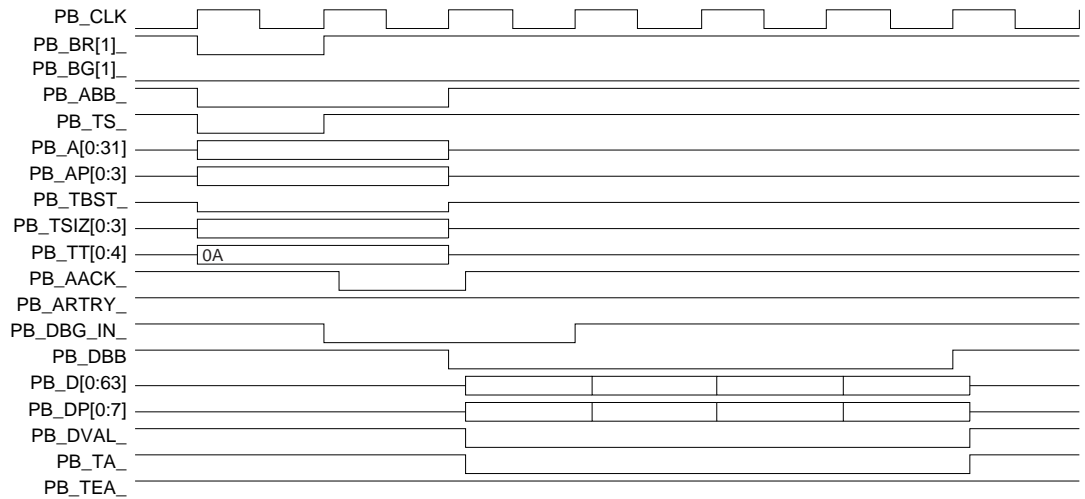 PB_CLK
PB_BR[1]_
PB_BG[1]_
PB_ABB_
PB_TS_
PB_A[0:31]
PB_AP[0:3]
PB_TBST_
PB_TSIZ[0:3]
PB_TT[0:4] 0A
PB_AACK_
PB_ARTRY_
PB_DBG_IN_
PB_DBB
PB_D[0:63]
PB_DP[0:7]
PB_DVAL_
PB_TA_
PB_TEA_